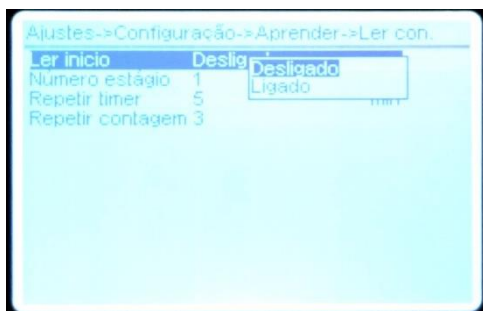 Ajustes->Configuração->Aprender->Ler con.
Ler inicio Deslig
Desligado
Número estágio 1
Ligado
Repetir timer 5 min
Repetir contagem 3